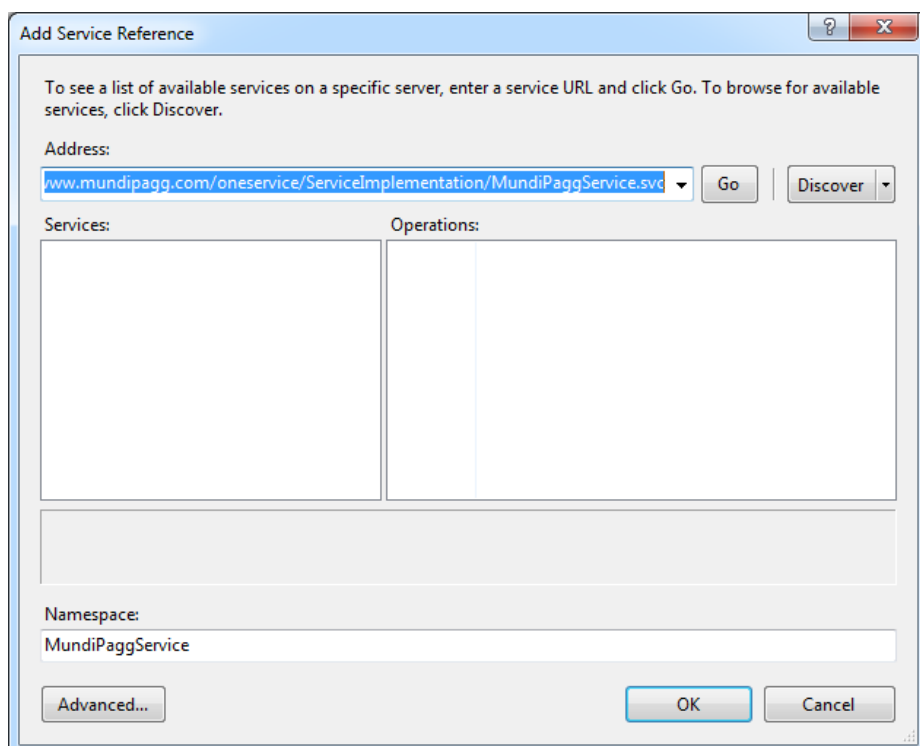 Add Service Reference
To see a list of available services on a specific server, enter a service URL and click Go. To browse for available
services, click Discover.
Address:
www.mundipagg.com/oneservice/ServiceImplementation/MundiPaggService.svc
Go
Discover
Services:
Operations:
Namespace:
MundiPaggService
Advanced...
OK
Cancel